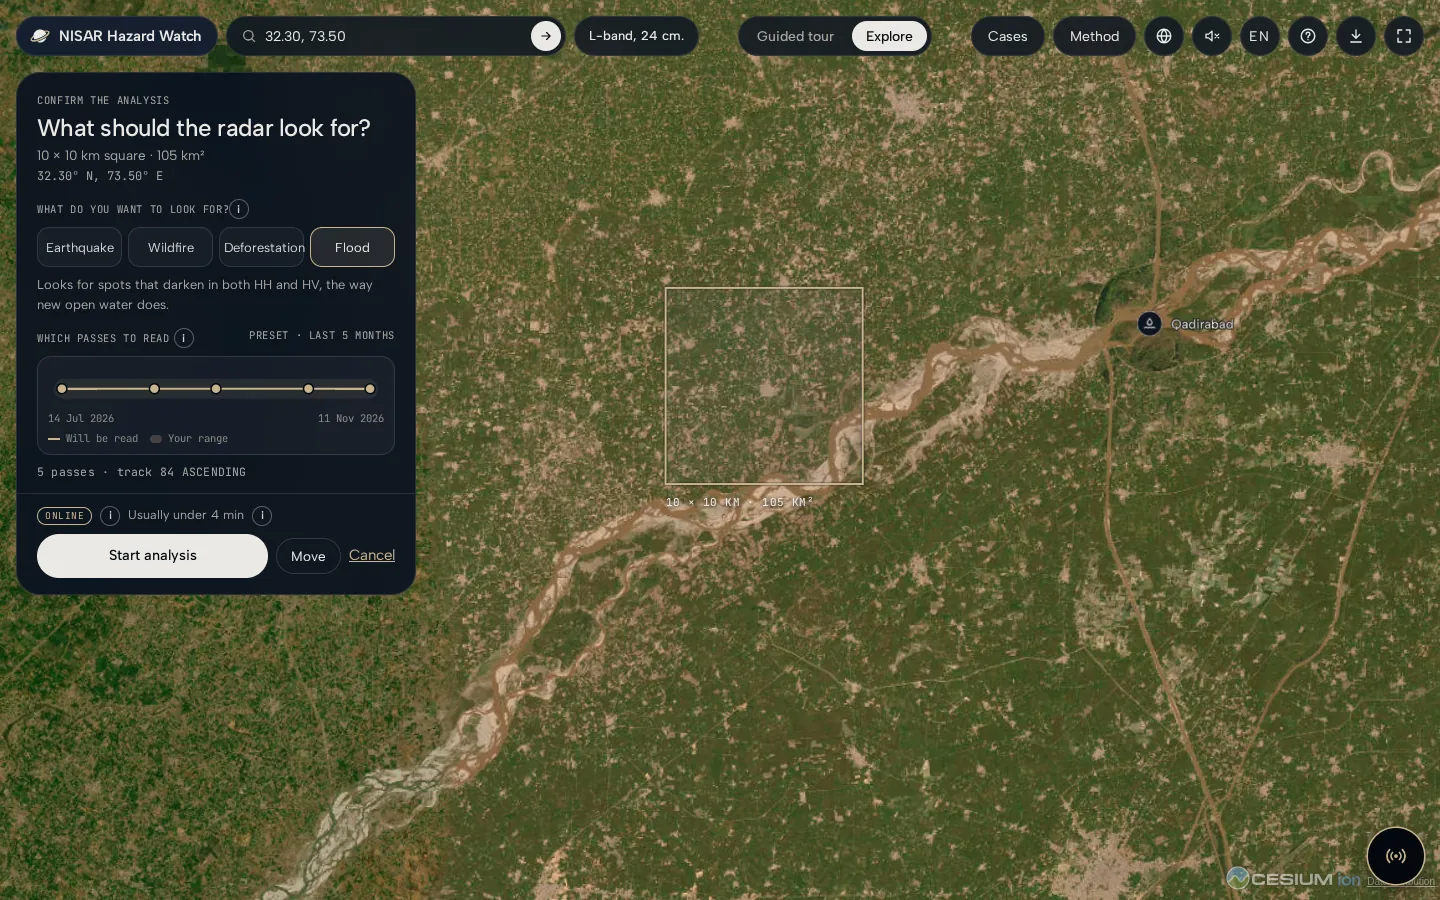 NISAR Hazard Watch
32.30, 73.50
L-band, 24 cm.
Guided tour
Explore
Cases
Method
EN
CONFIRM THE ANALYSIS
What should the radar look for?
10 × 10 km square · 105 km²
32.30° N, 73.50° E
WHAT DO YOU WANT TO LOOK FOR? i
Earthquake
Wildfire
Deforestation
Flood
Looks for spots that darken in both HH and HV, the way
new open water does.
WHICH PASSES TO READ i
PRESET · LAST 5 MONTHS
14 Jul 2026
11 Nov 2026
Will be read
Your range
5 passes · track 84 ASCENDING
ONLINE i Usually under 4 min i
Start analysis
Move
Cancel
Qadirabad
10 × 10 KM · 105 KM²
CESIUM ion